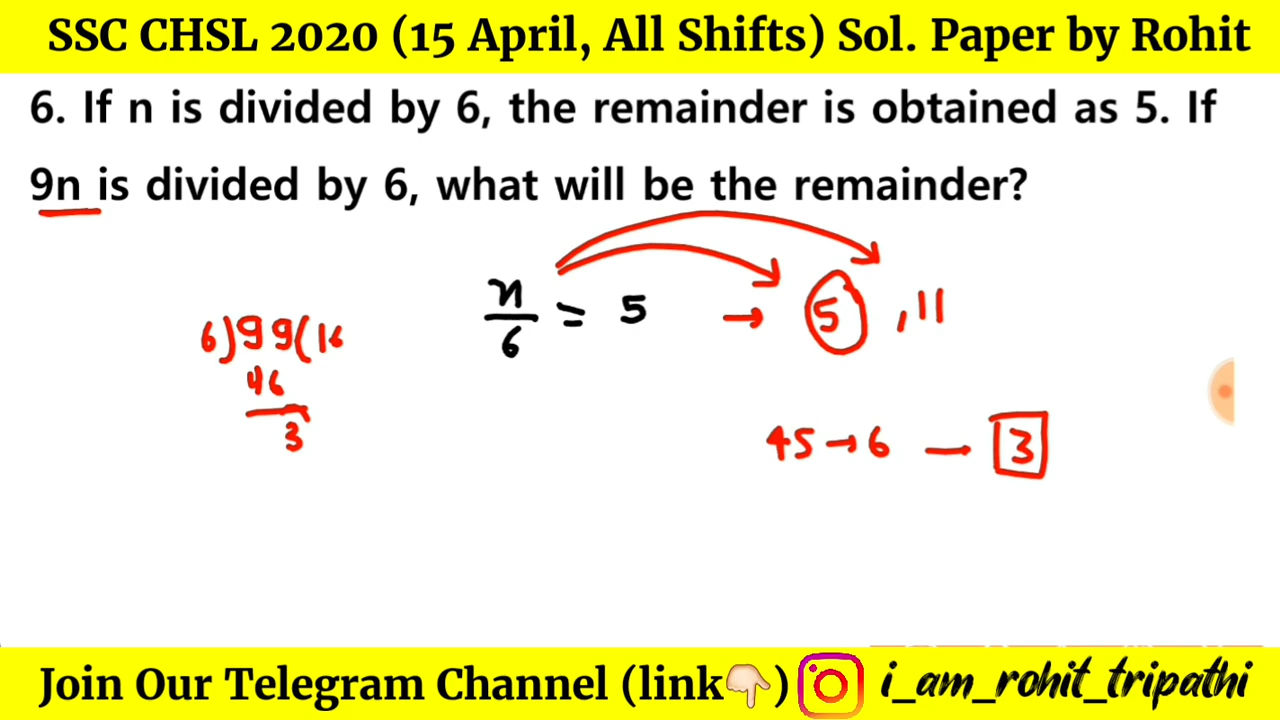 SSC CHSL 2020 (15 April, All Shifts) Sol. Paper by Rohit
6. If n is divided by 6, the remainder is obtained as 5. If
9n is divided by 6, what will be the remainder?
n/6 = 5 → 5 , 11
6)99(16
46
3
45 → 6 — 3
Join Our Telegram Channel (link👇🏻) i_am_rohit_tripathi